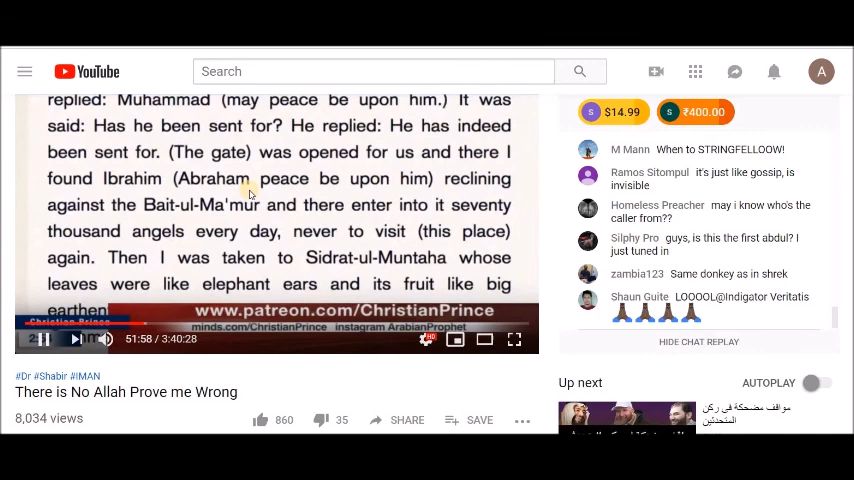 YouTube
Search
A
replied: Muhammad (may peace be upon him.) It was
said: Has he been sent for? He replied: He has indeed
been sent for. (The gate) was opened for us and there I
found Ibrahim (Abraham peace be upon him) reclining
against the Bait-ul-Ma'mur and there enter into it seventy
thousand angels every day, never to visit (this place)
again. Then I was taken to Sidrat-ul-Muntaha whose
leaves were like elephant ears and its fruit like big
earthen
www.patreon.com/ChristianPrince
Christian Prince
minds.com/ChristianPrince instagram ArabianProphet
51:58 / 3:40:28
HD
#Dr #Shabir #IMAN
There is No Allah Prove me Wrong
8,034 views
860
35
SHARE
SAVE
S $14.99
S ₹400.00
M Mann When to STRINGFELLOOW!
Ramos Sitompul it's just like gossip, is
invisible
Homeless Preacher may i know who's the
caller from??
Silphy Pro guys, is this the first abdul? I
just tuned in
zambia123 Same donkey as in shrek
Shaun Guite LOOOOL@Indigator Veritatis
HIDE CHAT REPLAY
Up next
AUTOPLAY
مواقف مضحكة في ركن
المتحدثين